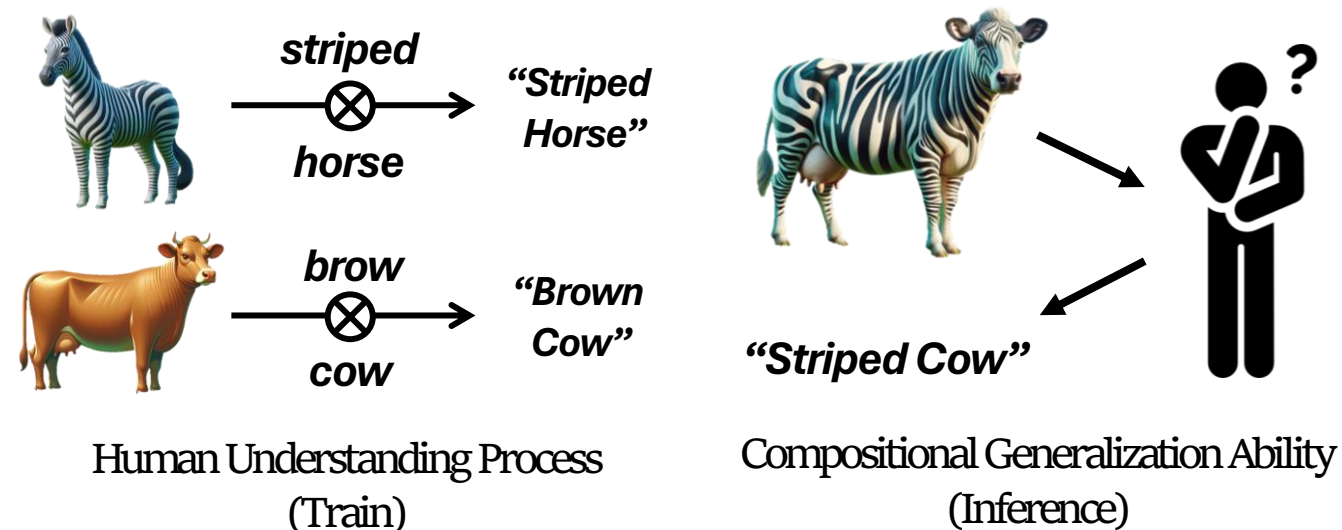 striped
horse
“Striped
Horse”
brow
cow
“Brown
Cow”
Human Understanding Process
(Train)
?
“Striped Cow”
Compositional Generalization Ability
(Inference)